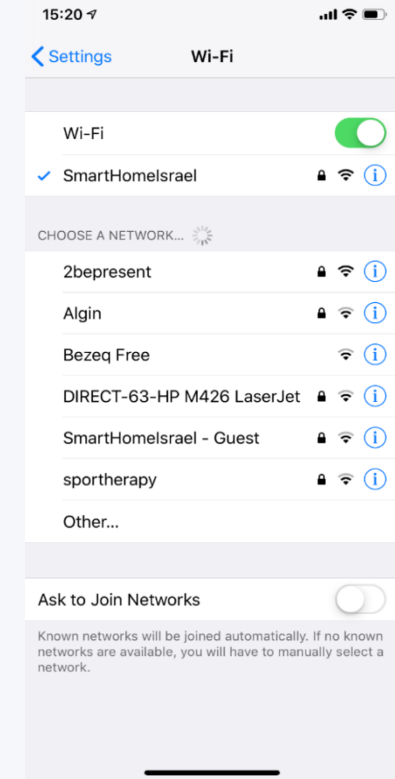 15:20
Settings
Wi-Fi
Wi-Fi
SmartHomeIsrael
CHOOSE A NETWORK...
2bepresent
Algin
Bezeq Free
DIRECT-63-HP M426 LaserJet
SmartHomeIsrael - Guest
sportherapy
Other...
Ask to Join Networks
Known networks will be joined automatically. If no known
networks are available, you will have to manually select a
network.